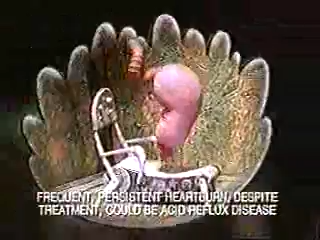 FREQUENT, PERSISTENT HEARTBURN, DESPITE
TREATMENT, COULD BE ACID REFLUX DISEASE